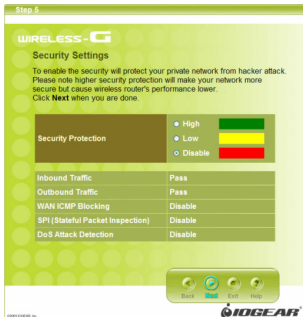 Step 5
WIRELESS-G
Security Settings
To enable the security will protect your private network from hacker attack.
Please note higher security protection will make your network more
secure but cause wireless router's performance lower.
Click Next when you are done.
Security Protection
High
Low
Disable
Inbound Traffic Pass
Outbound Traffic Pass
WAN ICMP Blocking Disable
SPI (Stateful Packet Inspection) Disable
DoS Attack Detection Disable
Back Next Exit Help
IOGEAR